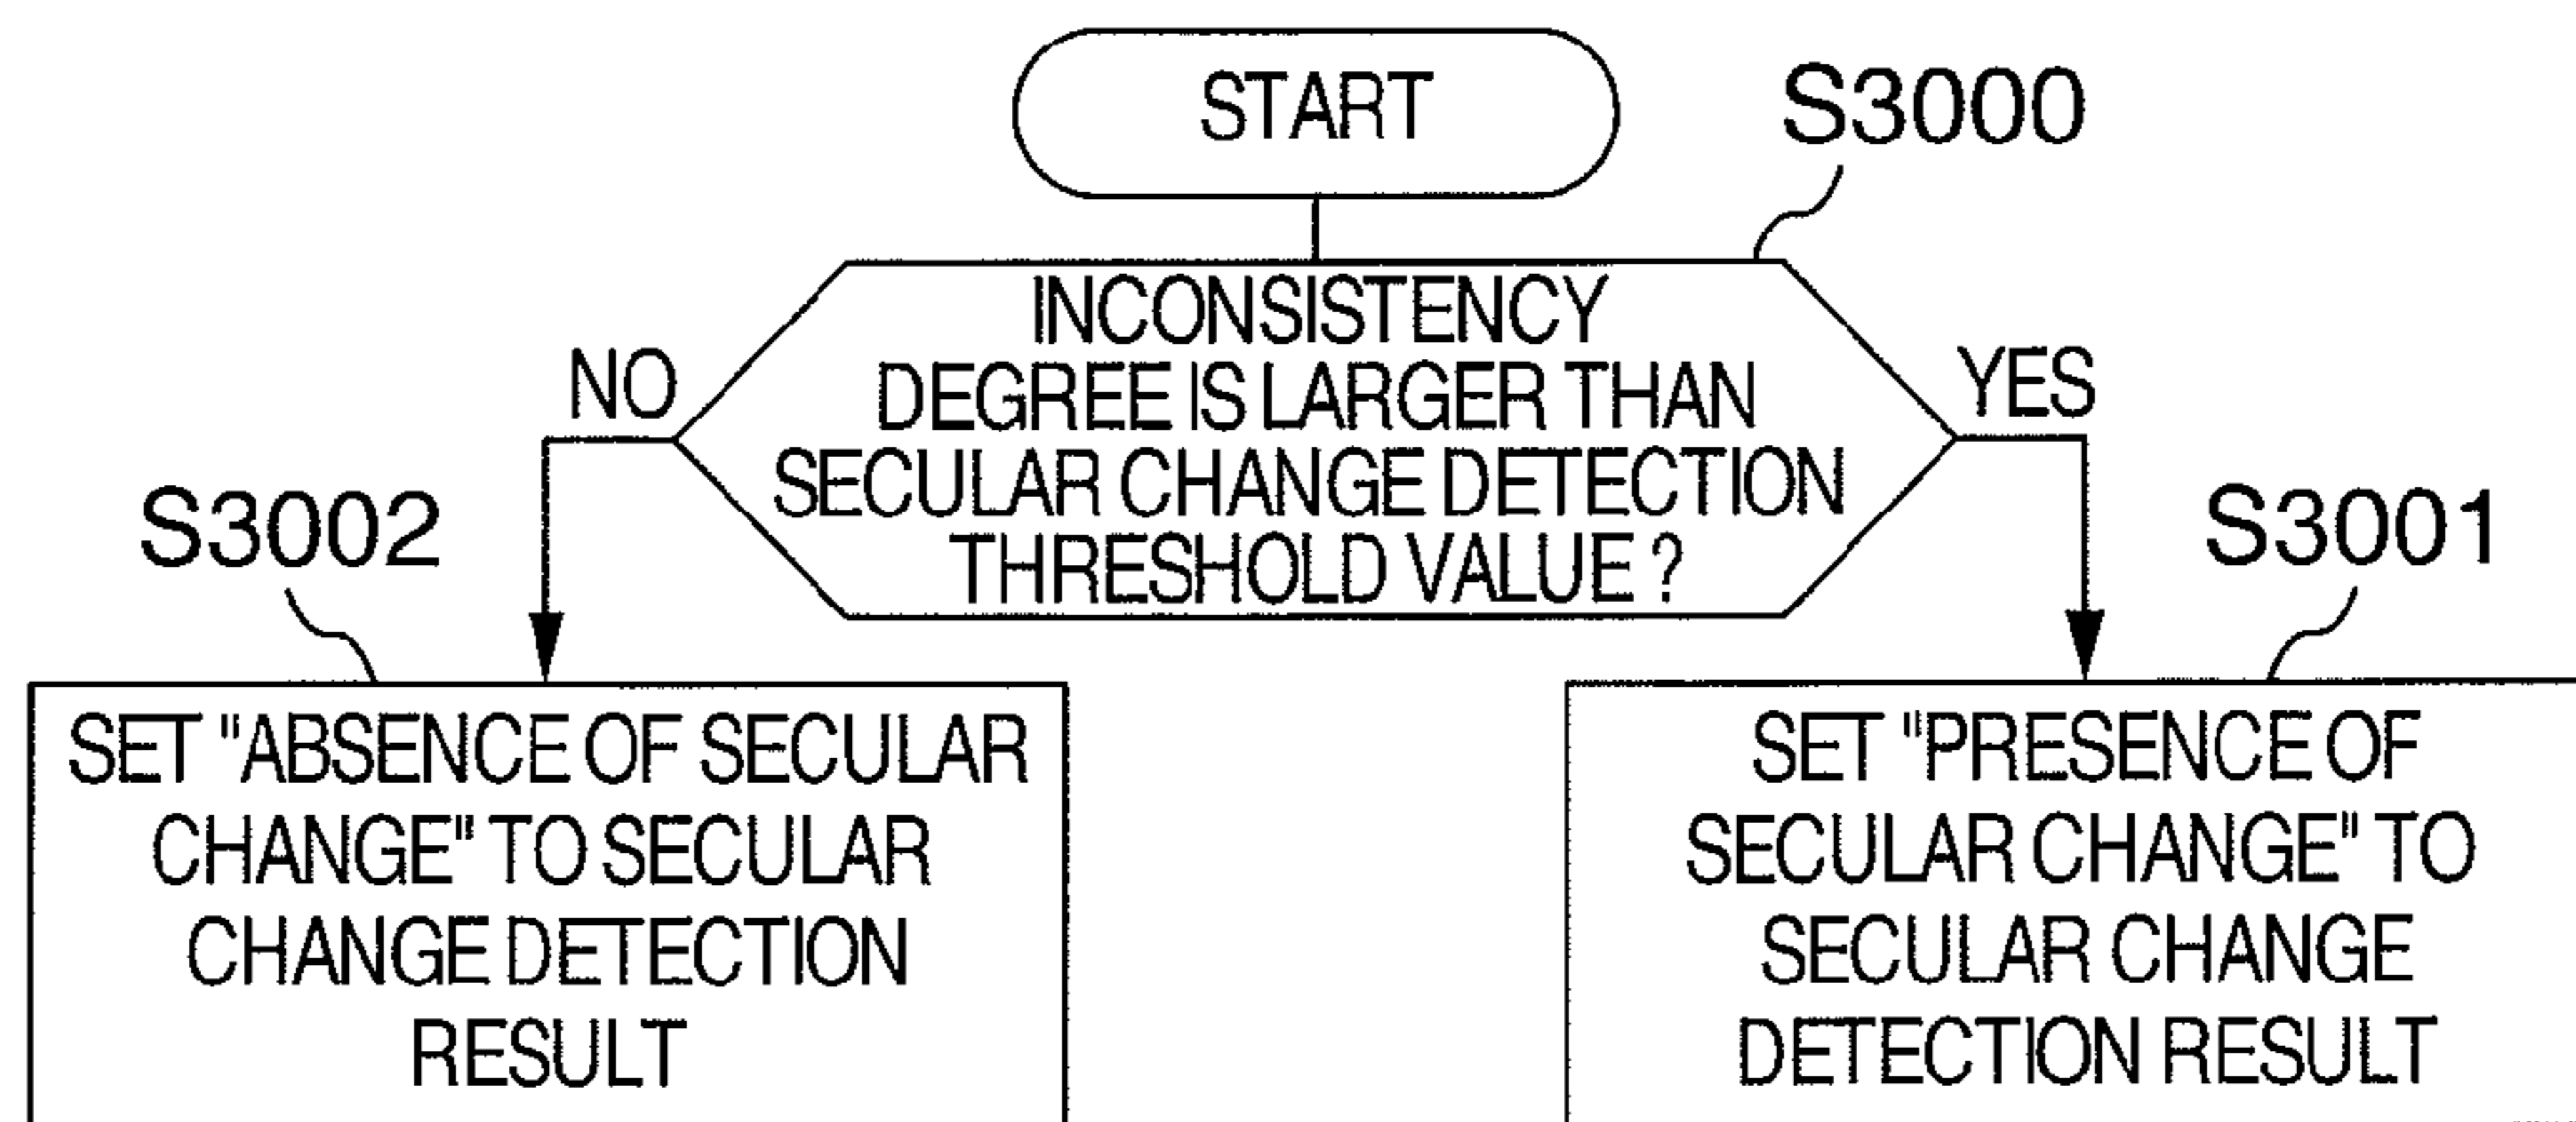 START
S3000
INCONSISTENCY
DEGREE IS LARGER THAN
SECULAR CHANGE DETECTION
THRESHOLD VALUE ?
NO
YES
S3002
S3001
SET "ABSENCE OF SECULAR
CHANGE" TO SECULAR
CHANGE DETECTION
RESULT
SET "PRESENCE OF
SECULAR CHANGE" TO
SECULAR CHANGE
DETECTION RESULT